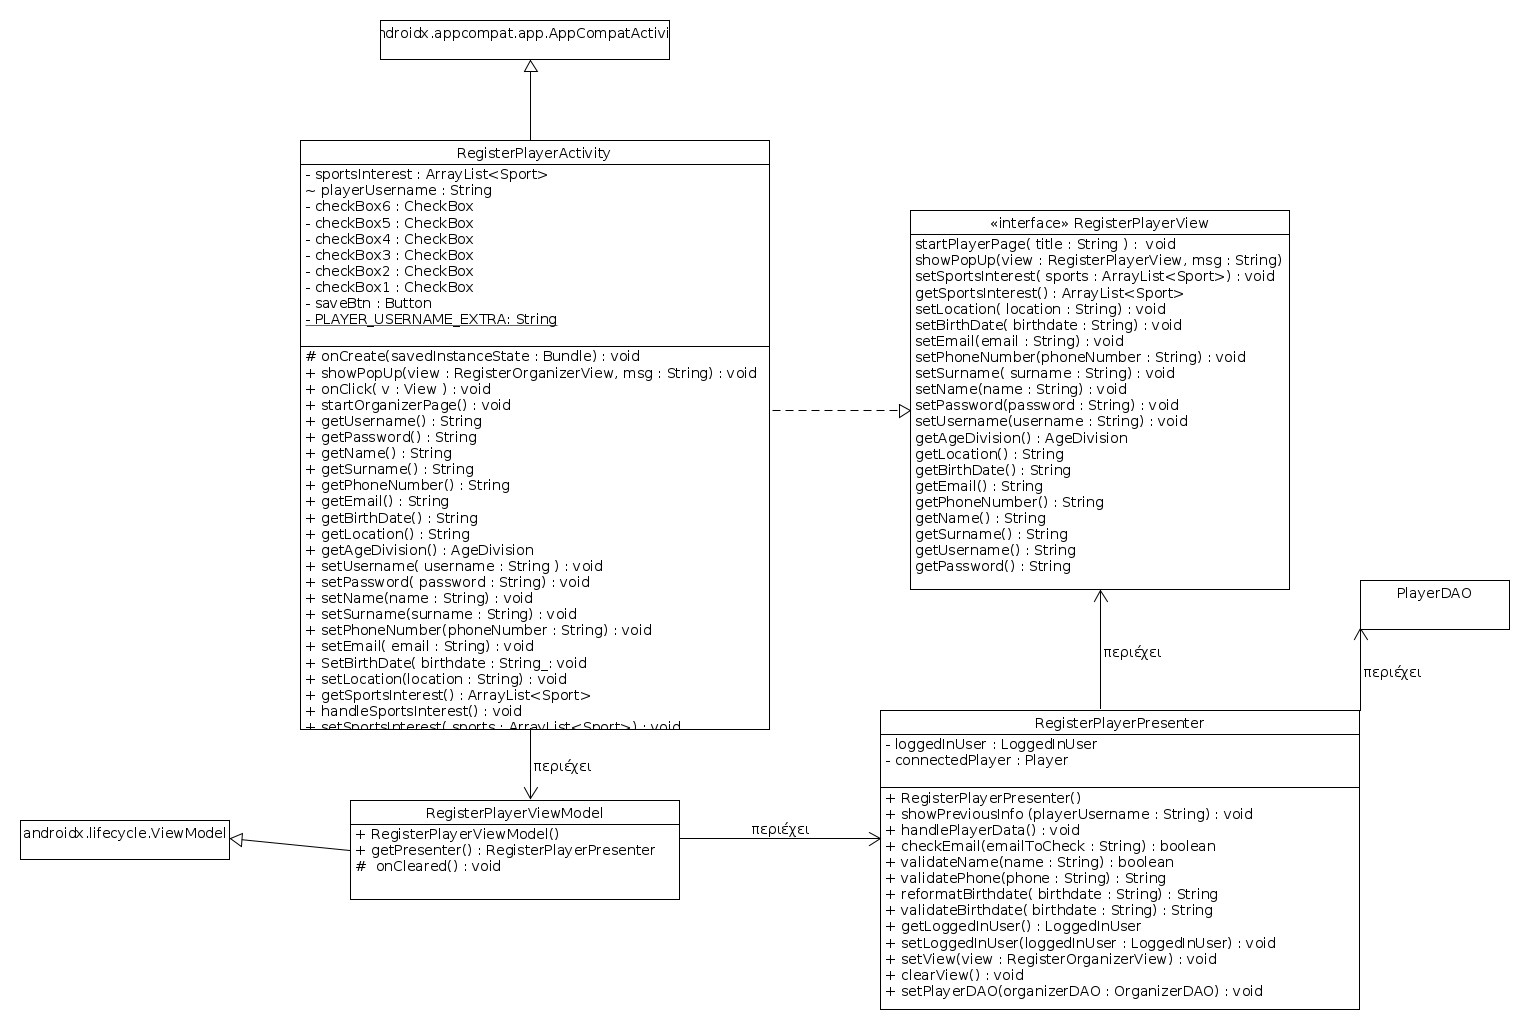 ndroidx.appcompat.app.AppCompatActivi
RegisterPlayerActivity
- sportsInterest : ArrayList<Sport>
~ playerUsername : String
- checkBox6 : CheckBox
- checkBox5 : CheckBox
- checkBox4 : CheckBox
- checkBox3 : CheckBox
- checkBox2 : CheckBox
- checkBox1 : CheckBox
- saveBtn : Button
- PLAYER_USERNAME_EXTRA: String
# onCreate(savedInstanceState : Bundle) : void
+ showPopUp(view : RegisterOrganizerView, msg : String) : void
+ onClick( v : View ) : void
+ startOrganizerPage() : void
+ getUsername() : String
+ getPassword() : String
+ getName() : String
+ getSurname() : String
+ getPhoneNumber() : String
+ getEmail() : String
+ getBirthDate() : String
+ getLocation() : String
+ getAgeDivision() : AgeDivision
+ setUsername( username : String ) : void
+ setPassword( password : String) : void
+ setName(name : String) : void
+ setSurname(surname : String) : void
+ setPhoneNumber(phoneNumber : String) : void
+ setEmail( email : String) : void
+ SetBirthDate( birthdate : String_: void
+ setLocation(location : String) : void
+ getSportsInterest() : ArrayList<Sport>
+ handleSportsInterest() : void
+ setSportsInterest( sports : ArrayList<Sport>) : void
«interface» RegisterPlayerView
startPlayerPage( title : String ) :  void
showPopUp(view : RegisterPlayerView, msg : String)
setSportsInterest( sports : ArrayList<Sport>) : void
getSportsInterest() : ArrayList<Sport>
setLocation( location : String) : void
setBirthDate( birthdate : String) : void
setEmail(email : String) : void
setPhoneNumber(phoneNumber : String) : void
setSurname( surname : String) : void
setName(name : String) : void
setPassword(password : String) : void
setUsername(username : String) : void
getAgeDivision() : AgeDivision
getLocation() : String
getBirthDate() : String
getEmail() : String
getPhoneNumber() : String
getName() : String
getSurname() : String
getUsername() : String
getPassword() : String
PlayerDAO
περιέχει
περιέχει
περιέχει
περιέχει
androidx.lifecycle.ViewModel
RegisterPlayerViewModel
+ RegisterPlayerViewModel()
+ getPresenter() : RegisterPlayerPresenter
#  onCleared() : void
RegisterPlayerPresenter
- loggedInUser : LoggedInUser
- connectedPlayer : Player
+ RegisterPlayerPresenter()
+ showPreviousInfo (playerUsername : String) : void
+ handlePlayerData() : void
+ checkEmail(emailToCheck : String) : boolean
+ validateName(name : String) : boolean
+ validatePhone(phone : String) : String
+ reformatBirthdate( birthdate : String) : String
+ validateBirthdate( birthdate : String) : String
+ getLoggedInUser() : LoggedInUser
+ setLoggedInUser(loggedInUser : LoggedInUser) : void
+ setView(view : RegisterOrganizerView) : void
+ clearView() : void
+ setPlayerDAO(organizerDAO : OrganizerDAO) : void